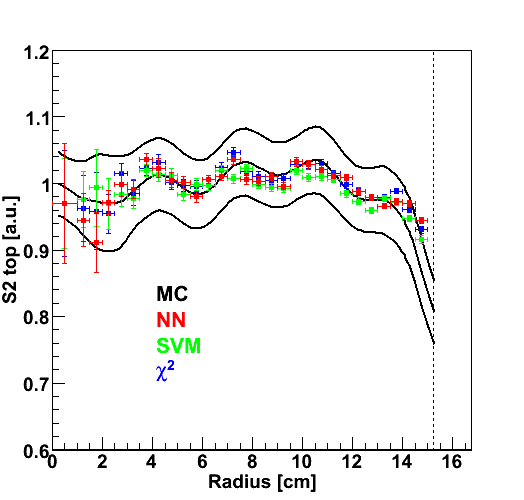 1.2
1.1
1
0.9
0.8
0.7
0.6
S2 top [a.u.]
MC
NN
SVM
χ²
0 2 4 6 8 10 12 14 16
Radius [cm]